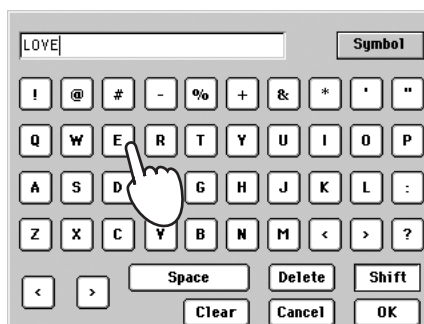 LOVE Symbol
! @ # - % + & * ' "
Q W E R T Y U I O P
A S D G H J K L :
Z X C V B N M < > ?
< > Space Delete Shift
Clear Cancel OK